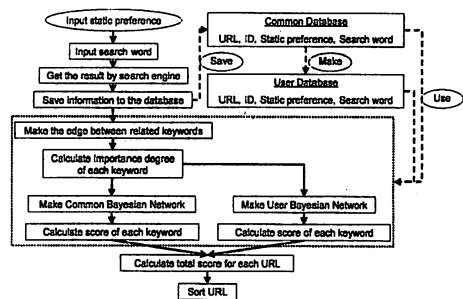 Input static preference
Input search word
Get the result by search engine
Save information to the database
Save
Common Database
URL, ID, Static preference, Search word
Make
User Database
URL, ID, Static preference, Search word
Use
Make the edge between related keywords
Calculate importance degree
of each keyword
Make Common Bayesian Network
Make User Bayesian Network
Calculate score of each keyword
Calculate score of each keyword
Calculate total score for each URL
Sort URL